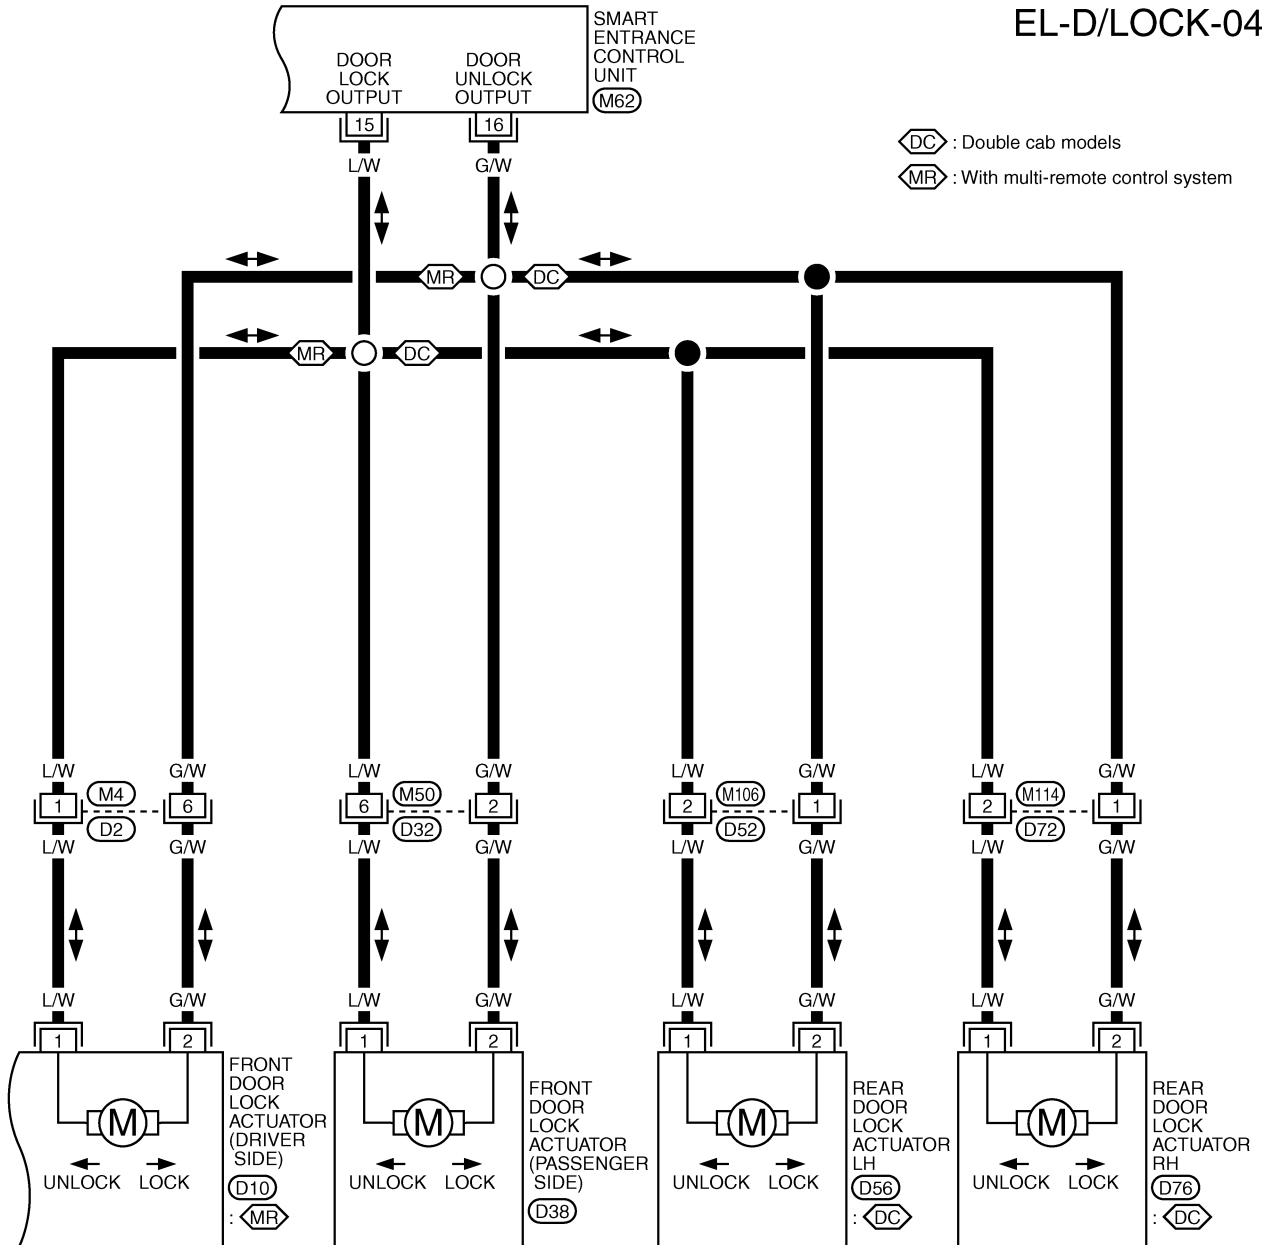 EL-D/LOCK-04
SMART
ENTRANCE
CONTROL
UNIT
M62
DOOR
LOCK
OUTPUT
DOOR
UNLOCK
OUTPUT
15
16
L/W
G/W
DC : Double cab models
MR : With multi-remote control system
MR
DC
MR
DC
L/W
G/W
L/W
G/W
L/W
G/W
L/W
G/W
1
M4
D2
6
6
M50
D32
2
2
M106
D52
1
2
M114
D72
1
L/W
G/W
L/W
G/W
L/W
G/W
L/W
G/W
L/W
G/W
L/W
G/W
L/W
G/W
L/W
G/W
1
2
1
2
1
2
1
2
M
UNLOCK
LOCK
FRONT
DOOR
LOCK
ACTUATOR
(DRIVER
SIDE)
D10
: MR
M
UNLOCK
LOCK
FRONT
DOOR
LOCK
ACTUATOR
(PASSENGER
SIDE)
D38
M
UNLOCK
LOCK
REAR
DOOR
LOCK
ACTUATOR
LH
D56
: DC
M
UNLOCK
LOCK
REAR
DOOR
LOCK
ACTUATOR
RH
D76
: DC